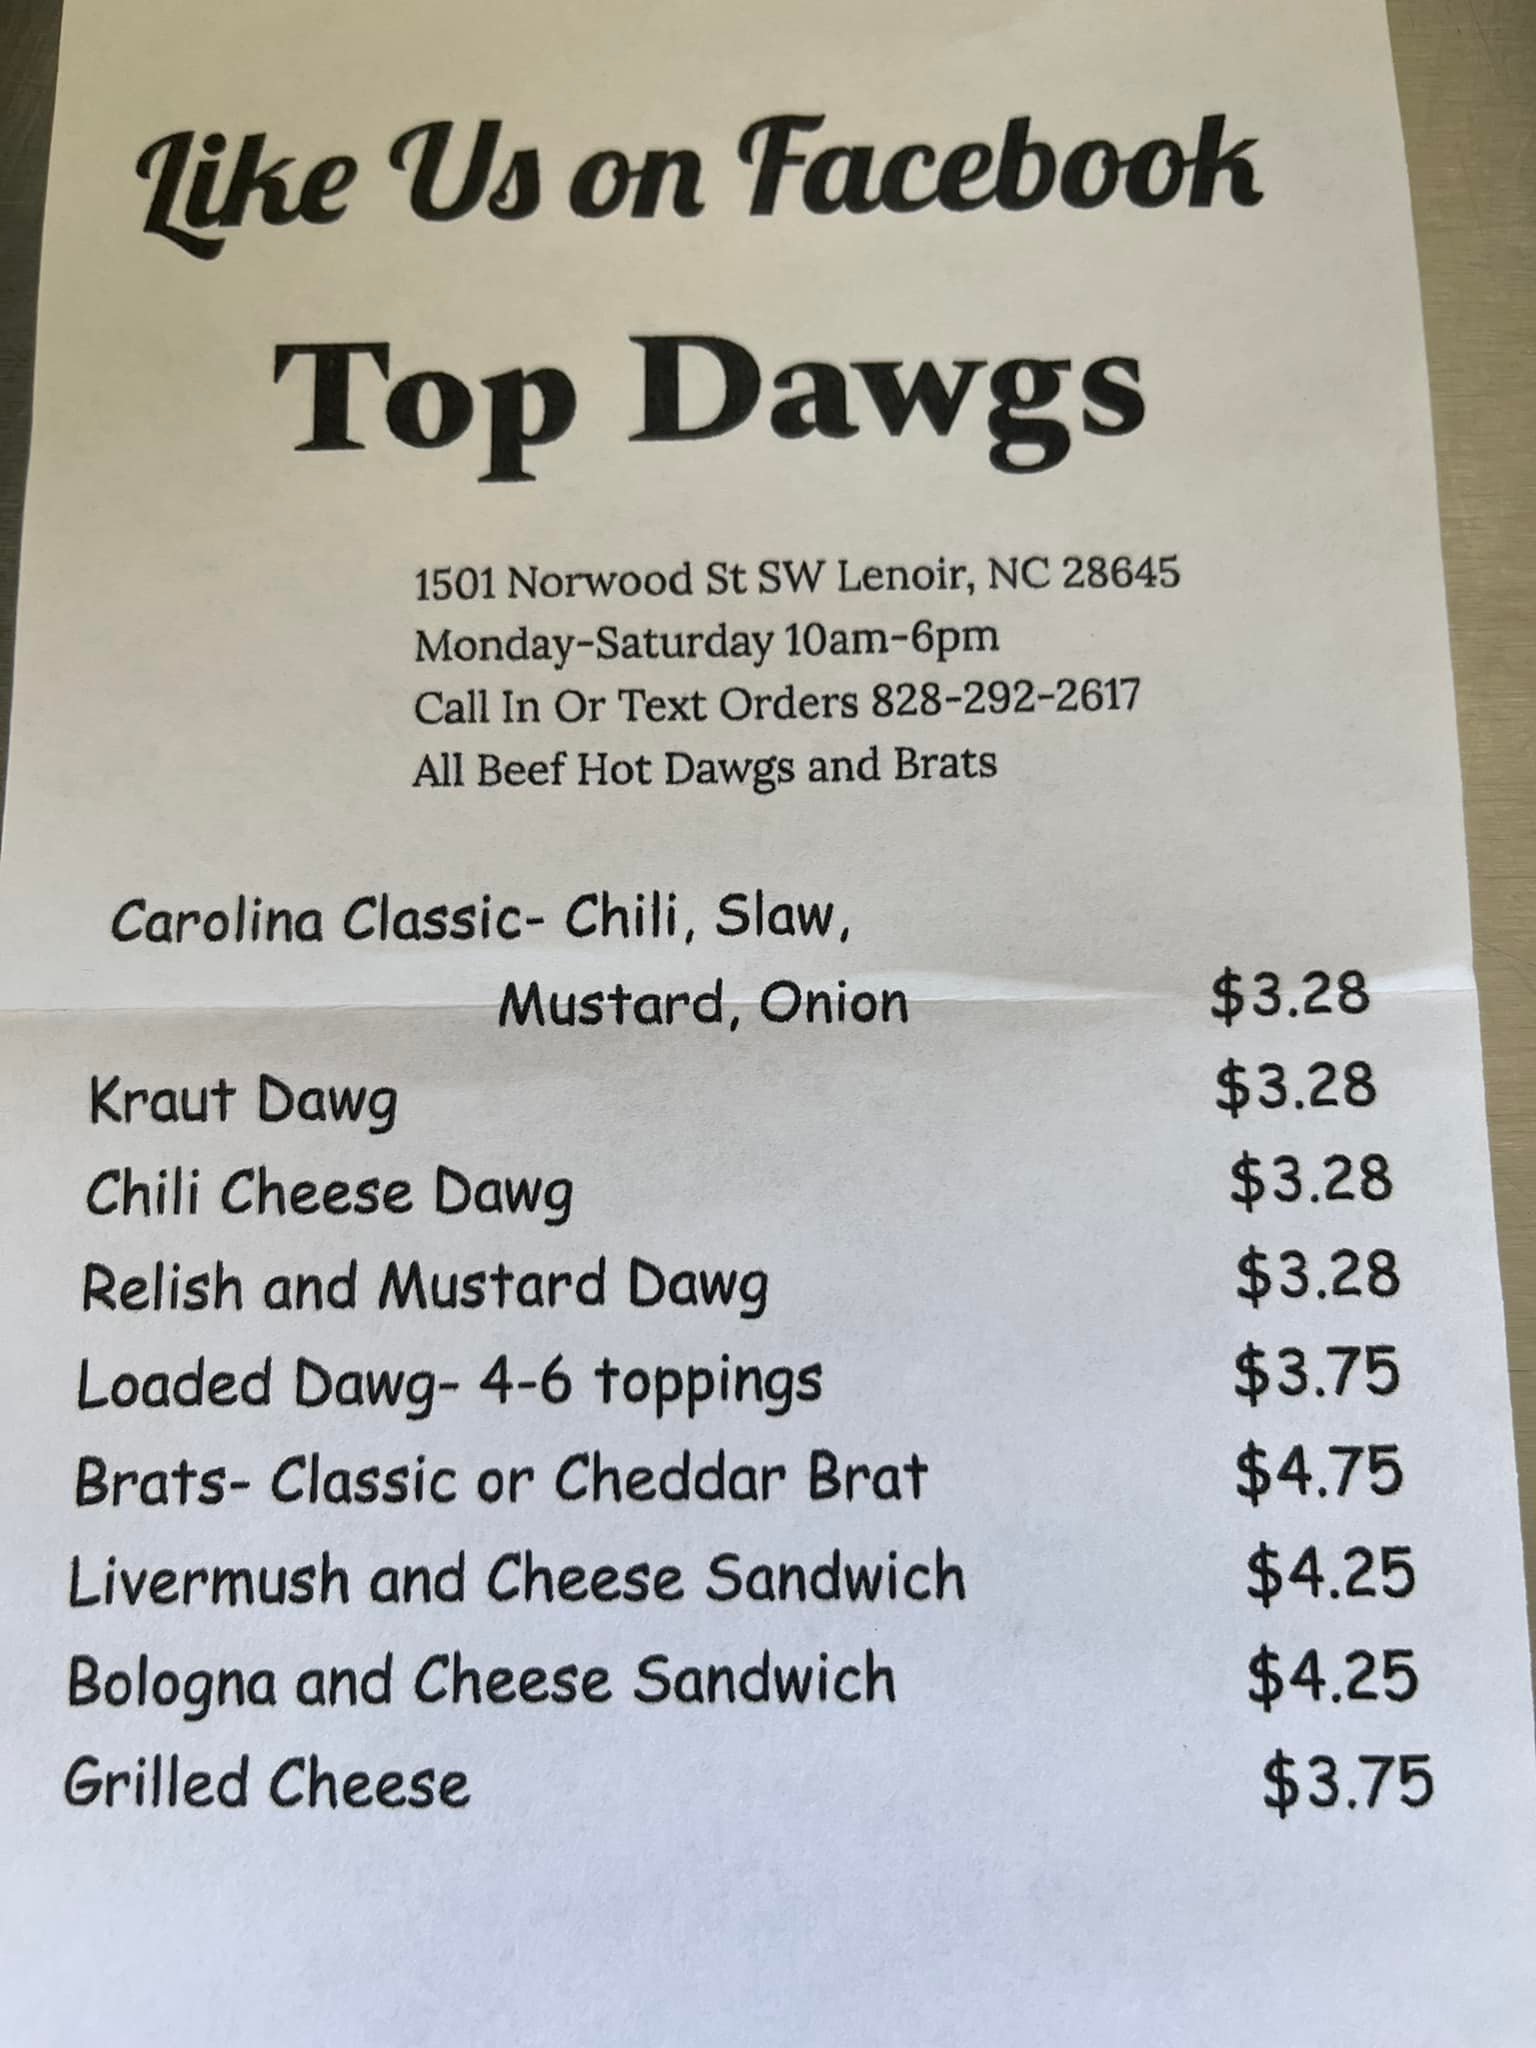 Like Us on Facebook
Top Dawgs
1501 Norwood St SW Lenoir, NC 28645
Monday-Saturday 10am-6pm
Call In Or Text Orders 828-292-2617
All Beef Hot Dawgs and Brats
Carolina Classic- Chili, Slaw,
Mustard, Onion $3.28
Kraut Dawg $3.28
Chili Cheese Dawg $3.28
Relish and Mustard Dawg $3.28
Loaded Dawg- 4-6 toppings $3.75
Brats- Classic or Cheddar Brat $4.75
Livermush and Cheese Sandwich $4.25
Bologna and Cheese Sandwich $4.25
Grilled Cheese $3.75